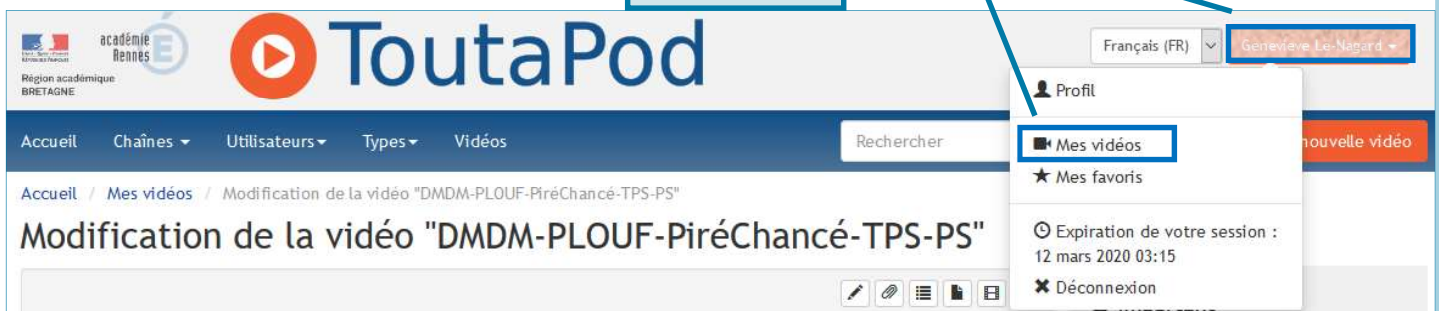 académie
Rennes
Région académique
BRETAGNE
ToutaPod
Français (FR)
Genevieve Le-Nagard
Profil
Mes vidéos
Mes favoris
Expiration de votre session :
12 mars 2020 03:15
Déconnexion
Accueil Chaînes Utilisateurs Types Vidéos Rechercher nouvelle vidéo
Accueil / Mes vidéos / Modification de la vidéo "DMDM-PLOUF-PiréChancé-TPS-PS"
Modification de la vidéo "DMDM-PLOUF-PiréChancé-TPS-PS"